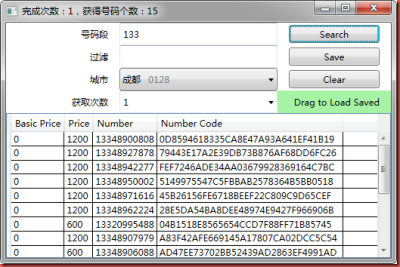 完成次数：1，获得号码个数：15
号码段 133 Search
过滤 Save
城市 成都 0128 Clear
获取次数 1 Drag to Load Saved
Basic Price Price Number Number Code
0 1200 13348900808 0D8594618335CA8E47A93A641EF41B19
0 1200 13348927878 79443E17A2E39DB73B876AF68DD6FC26
0 1200 13348942277 FEF7246ADE34AA03679928369164C7BC
0 1200 13348950002 5149975547C5FBBAB2578364B5BB0518
0 1200 13348971616 45B26156FE6718BEEF22C809C9D65CEF
0 1200 13348962224 28E5DA54BA8DEE48974E9427F966906B
0 600 13320995488 04B1518E8565654CCD7F88FF71B85745
0 1200 13348907979 A83F42AFE669145A17807CA02DCC5C54
0 600 13348906088 AD47EE73702BB52439AD2863EF4991AD